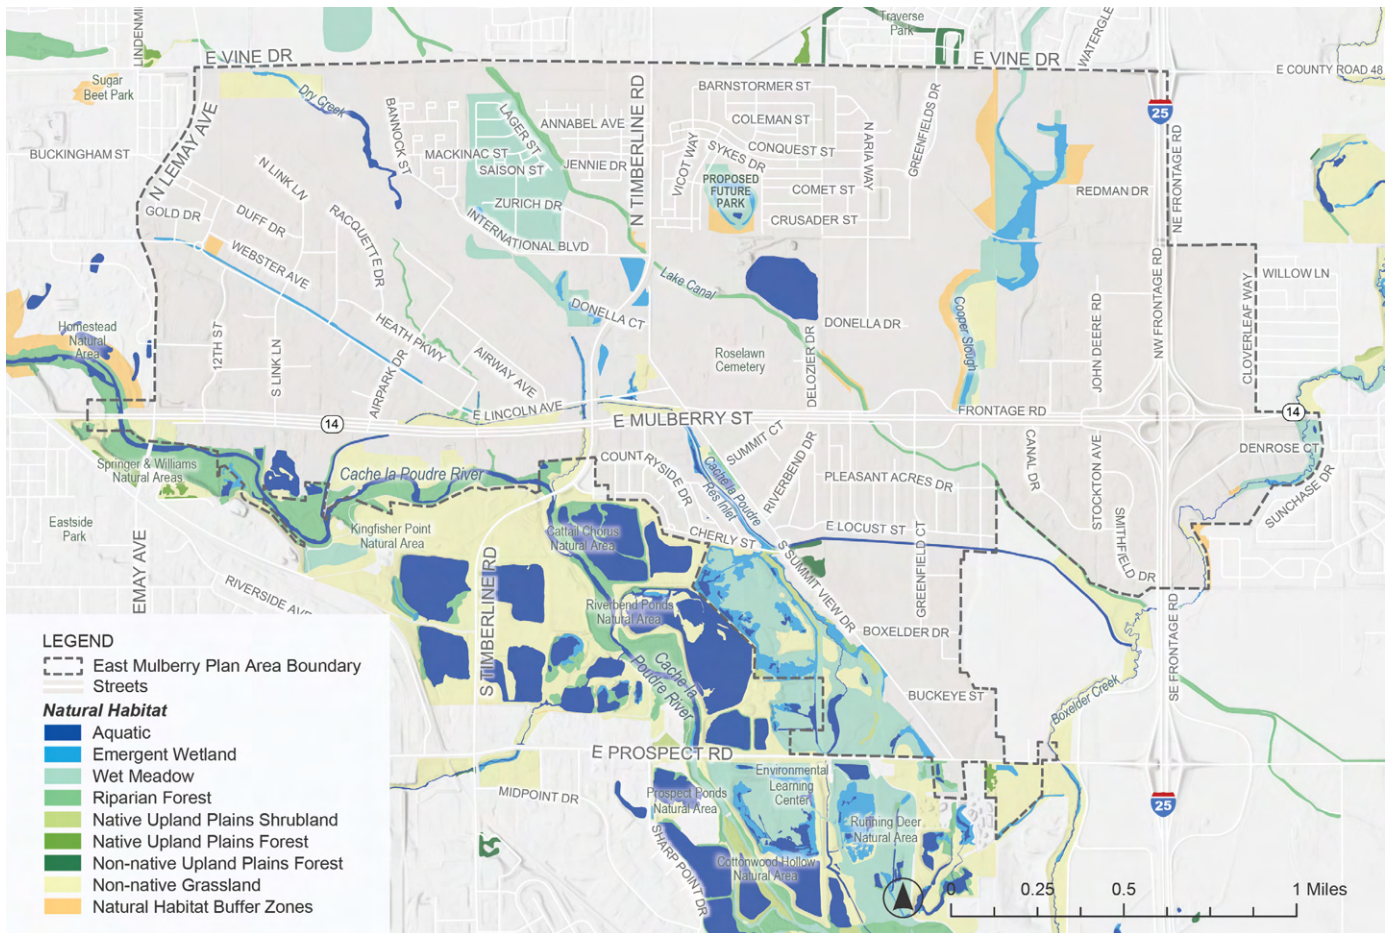 Traverse
Park
LINDENMEI
WATERGLE
E VINE DR
E VINE DR
E COUNTY ROAD 48
Sugar
Beet Park
Dry Creek
BANNOCK ST
LAGER ST
ANNABEL AVE
N TIMBERLINE RD
BARNSTORMER ST
COLEMAN ST
CONQUEST ST
SYKES DR
VICOT WAY
N ARIA WAY
GREENFIELDS DR
25
NE FRONTAGE RD
BUCKINGHAM ST
N LEMAY AVE
MACKINAC ST
SAISON ST
JENNIE DR
PROPOSED
FUTURE
PARK
COMET ST
REDMAN DR
N LINK LN
ZURICH DR
CRUSADER ST
GOLD DR
DUFF DR
RACQUETTE DR
INTERNATIONAL BLVD
WEBSTER AVE
Lake Canal
NW FRONTAGE RD
WILLOW LN
CLOVERLEAF WAY
JOHN DEERE RD
Cooper Slough
DONELLA CT
DONELLA DR
Homestead
Natural
Area
12TH ST
S LINK LN
HEATH PKWY
AIRPARK DR
AIRWAY AVE
Roselawn
Cemetery
DELOZIER DR
E LINCOLN AVE
E MULBERRY ST
FRONTAGE RD
14
14
SUMMIT CT
RIVERBEND DR
CANAL DR
STOCKTON AVE
DENROSE CT
Springer & Williams
Natural Areas
Cache la Poudre River
COUNTRYSIDE DR
Cache la Poudre
Res Inlet
PLEASANT ACRES DR
SUNCHASE DR
Eastside
Park
Kingfisher Point
Natural Area
Cattail Chorus
Natural Area
CHERLY ST
E LOCUST ST
SMITHFIELD DR
EMAY AVE
RIVERSIDE AVE
S TIMBERLINE RD
S SUMMIT VIEW DR
GREENFIELD CT
Riverbend Ponds
Natural Area
BOXELDER DR
SE FRONTAGE RD
Cache la
Poudre River
BUCKEYE ST
Boxelder Creek
E PROSPECT RD
MIDPOINT DR
Prospect Ponds
Natural Area
Environmental
Learning
Center
Running Deer
Natural Area
SHARP POINT DR
Cottonwood Hollow
Natural Area
25
LEGEND
East Mulberry Plan Area Boundary
Streets
Natural Habitat
Aquatic
Emergent Wetland
Wet Meadow
Riparian Forest
Native Upland Plains Shrubland
Native Upland Plains Forest
Non-native Upland Plains Forest
Non-native Grassland
Natural Habitat Buffer Zones
0 0.25 0.5 1 Miles